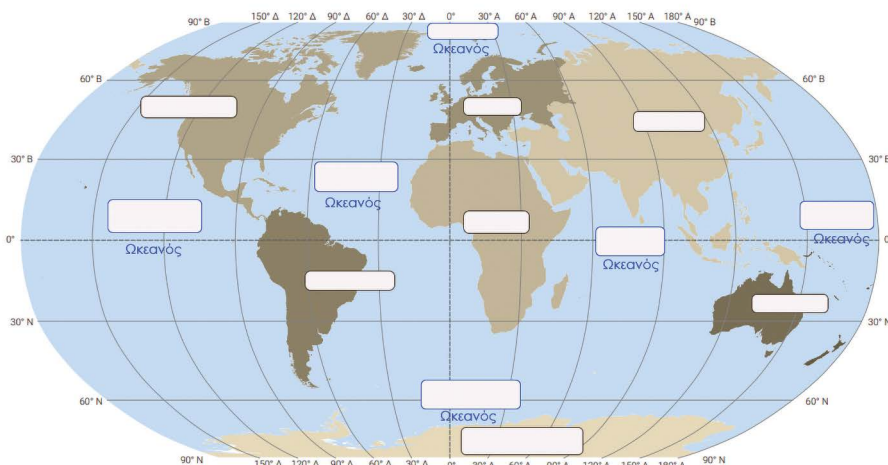 90° Β 150° Δ 120° Δ 90° Δ 60° Δ 30° Δ 0° 30° Α 60° Α 90° Α 120° Α 150° Α 180° Α 90° Β
Ωκεανός
60° Β 60° Β
30° Β 30° Β
0° Ωκεανός Ωκεανός Ωκεανός 0°
30° Ν 30° Ν
60° Ν 60° Ν
Ωκεανός
90° Ν 150° Δ 120° Δ 90° Δ 60° Δ 30° Δ 0° 30° Α 60° Α 90° Α 120° Α 150° Α 90° Ν